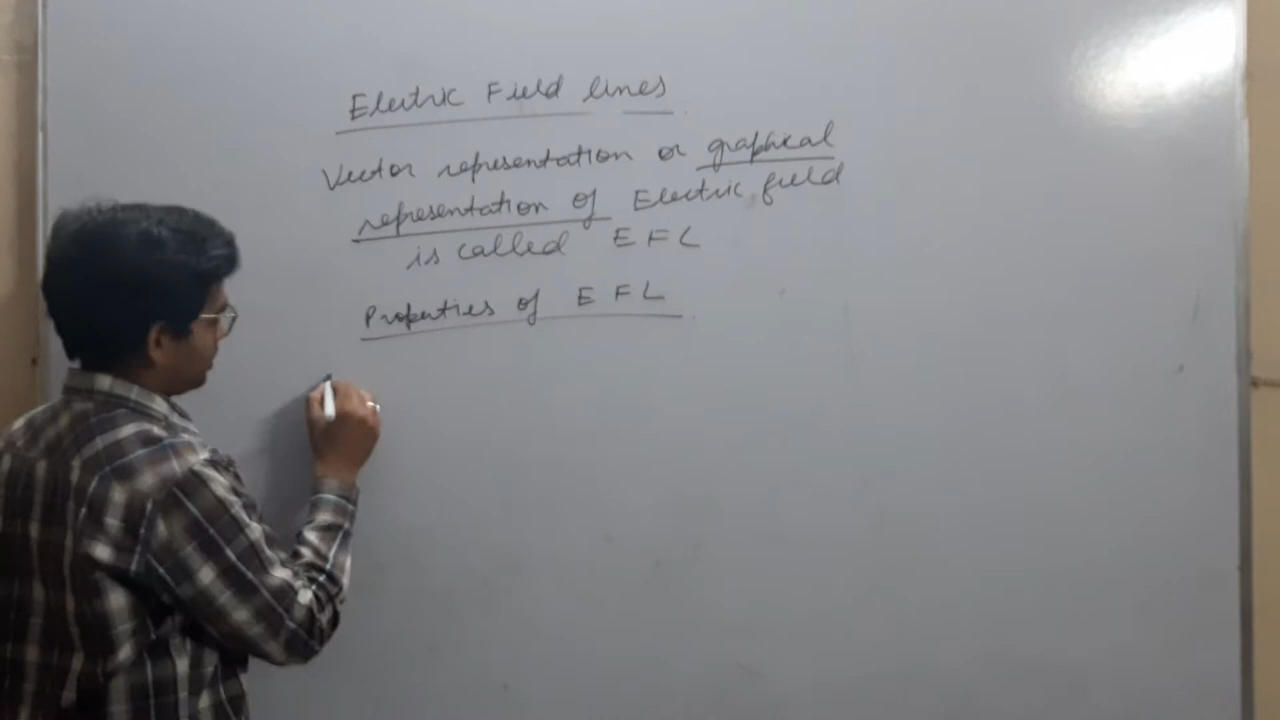 Electric Field lines
Vector representation or graphical
representation of Electric field
is called EFL
Properties of EFL